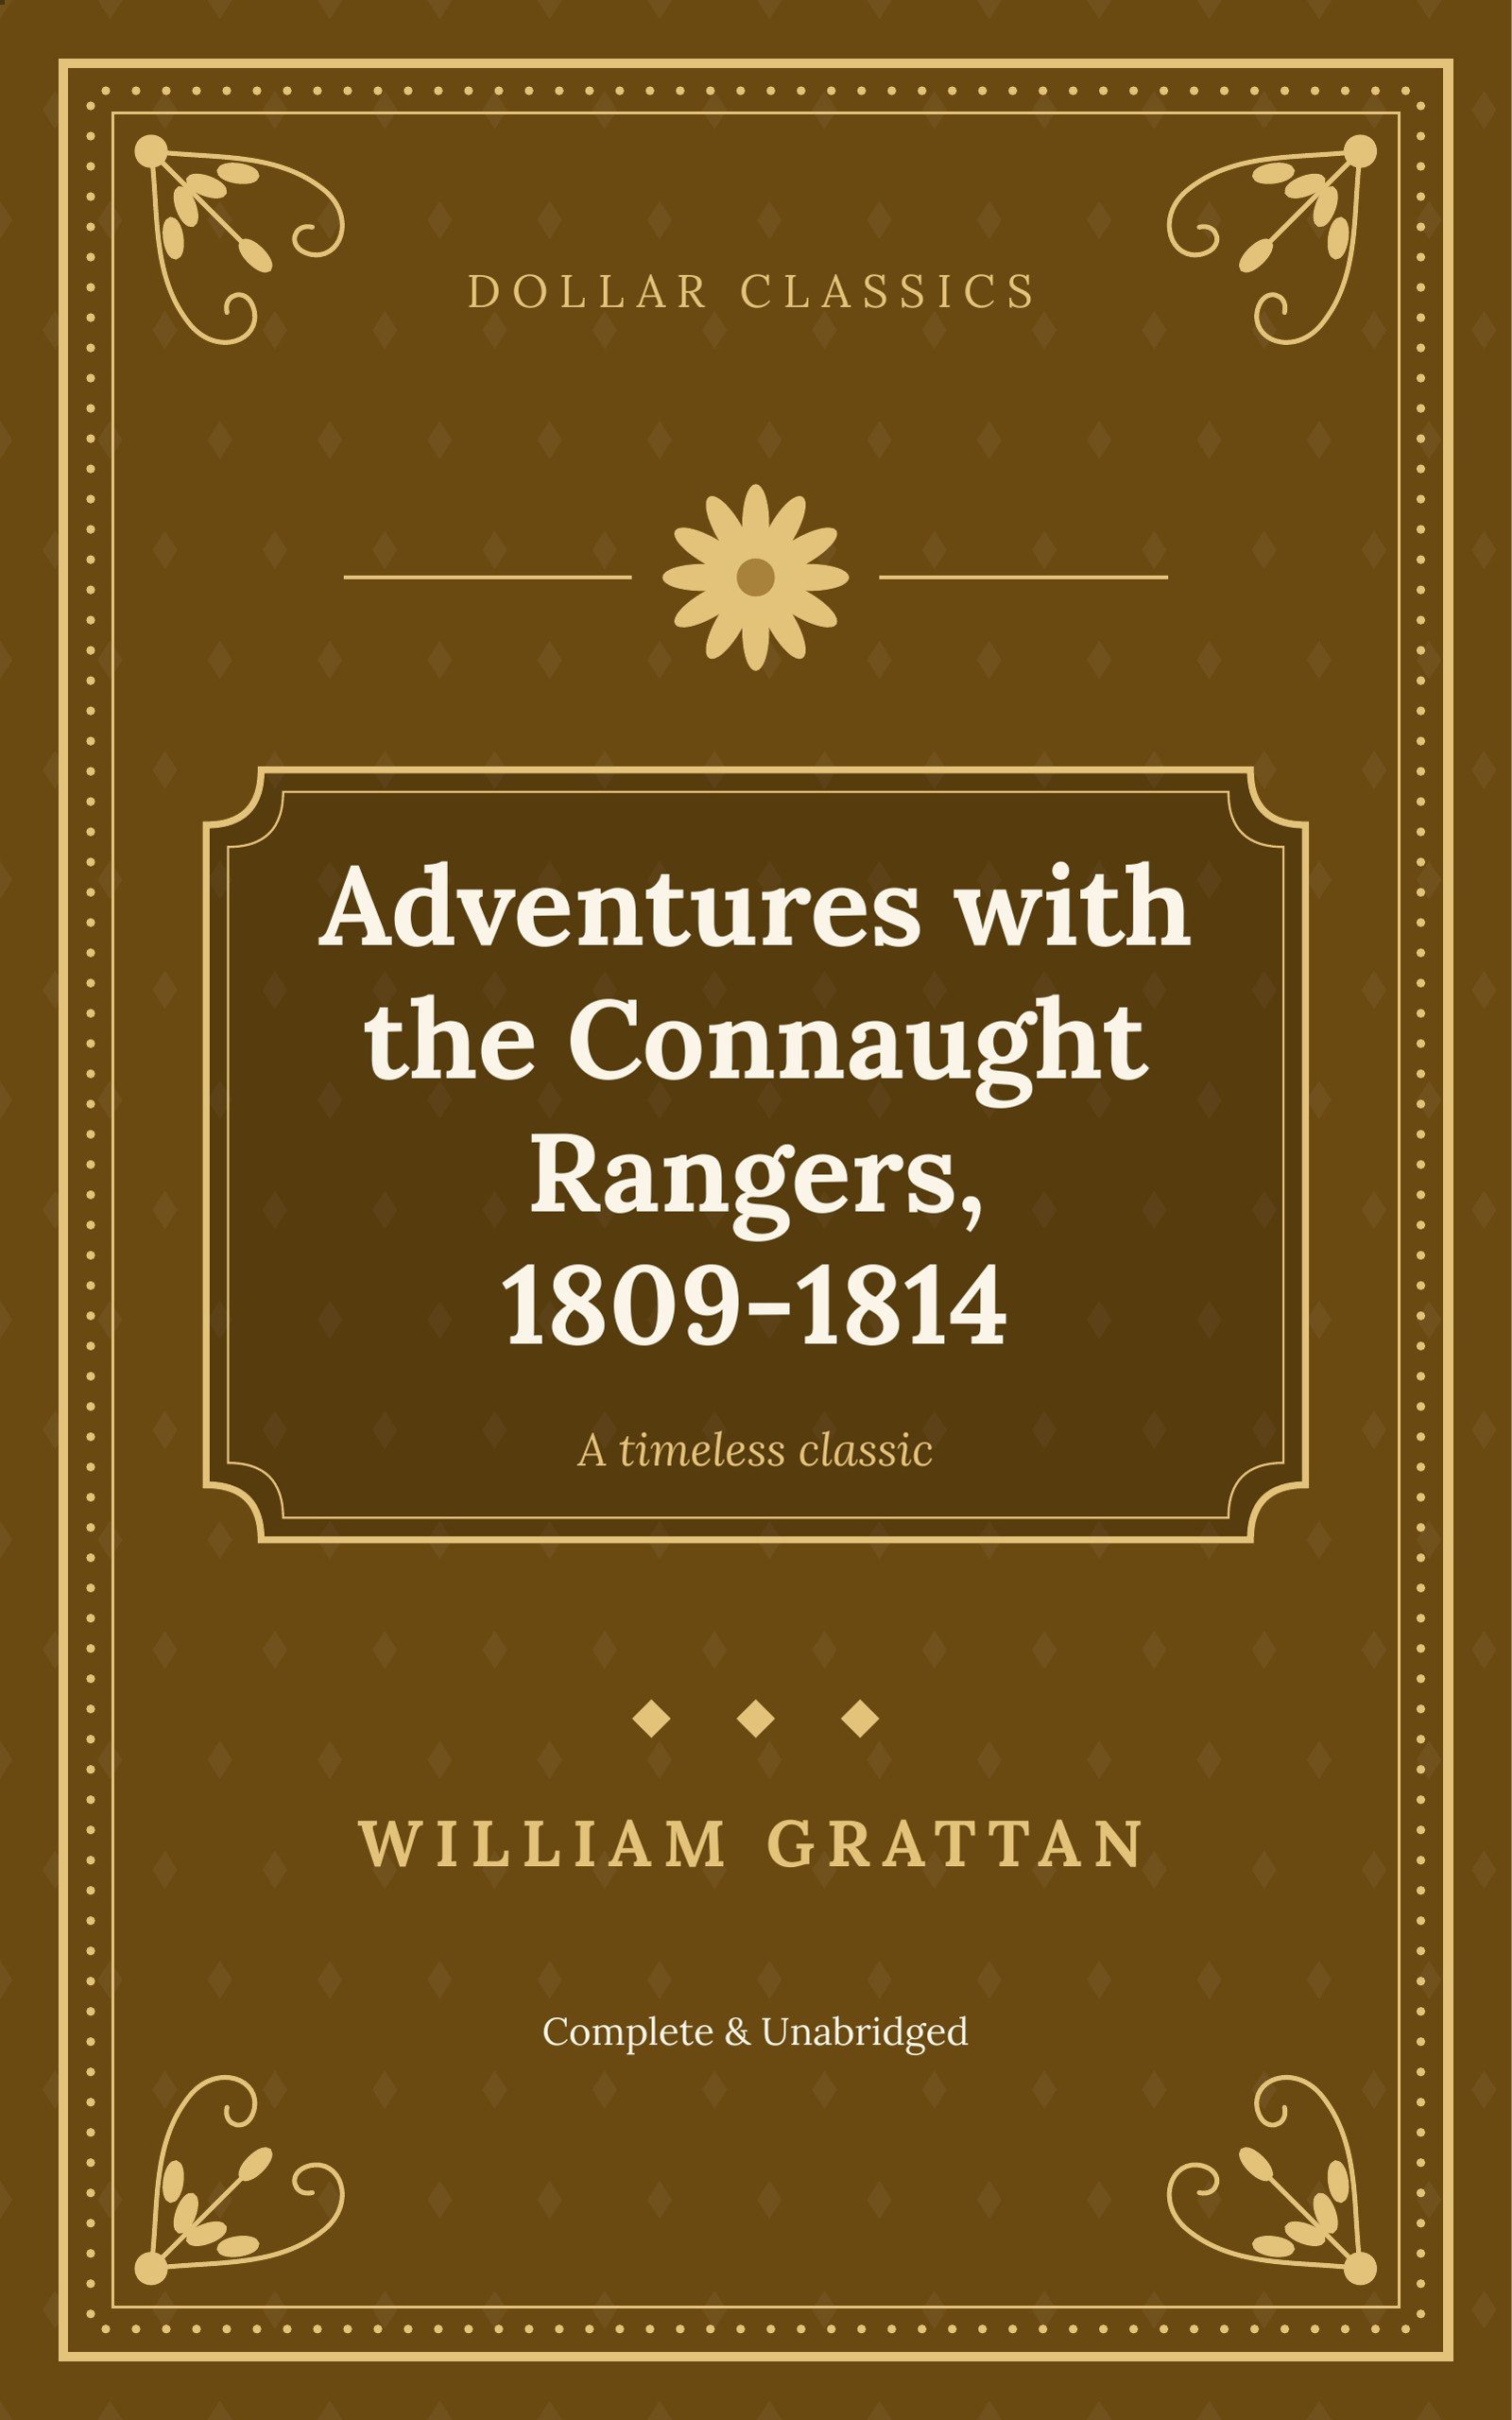 DOLLAR CLASSICS
Adventures with
the Connaught
Rangers,
1809–1814
A timeless classic
WILLIAM GRATTAN
Complete & Unabridged